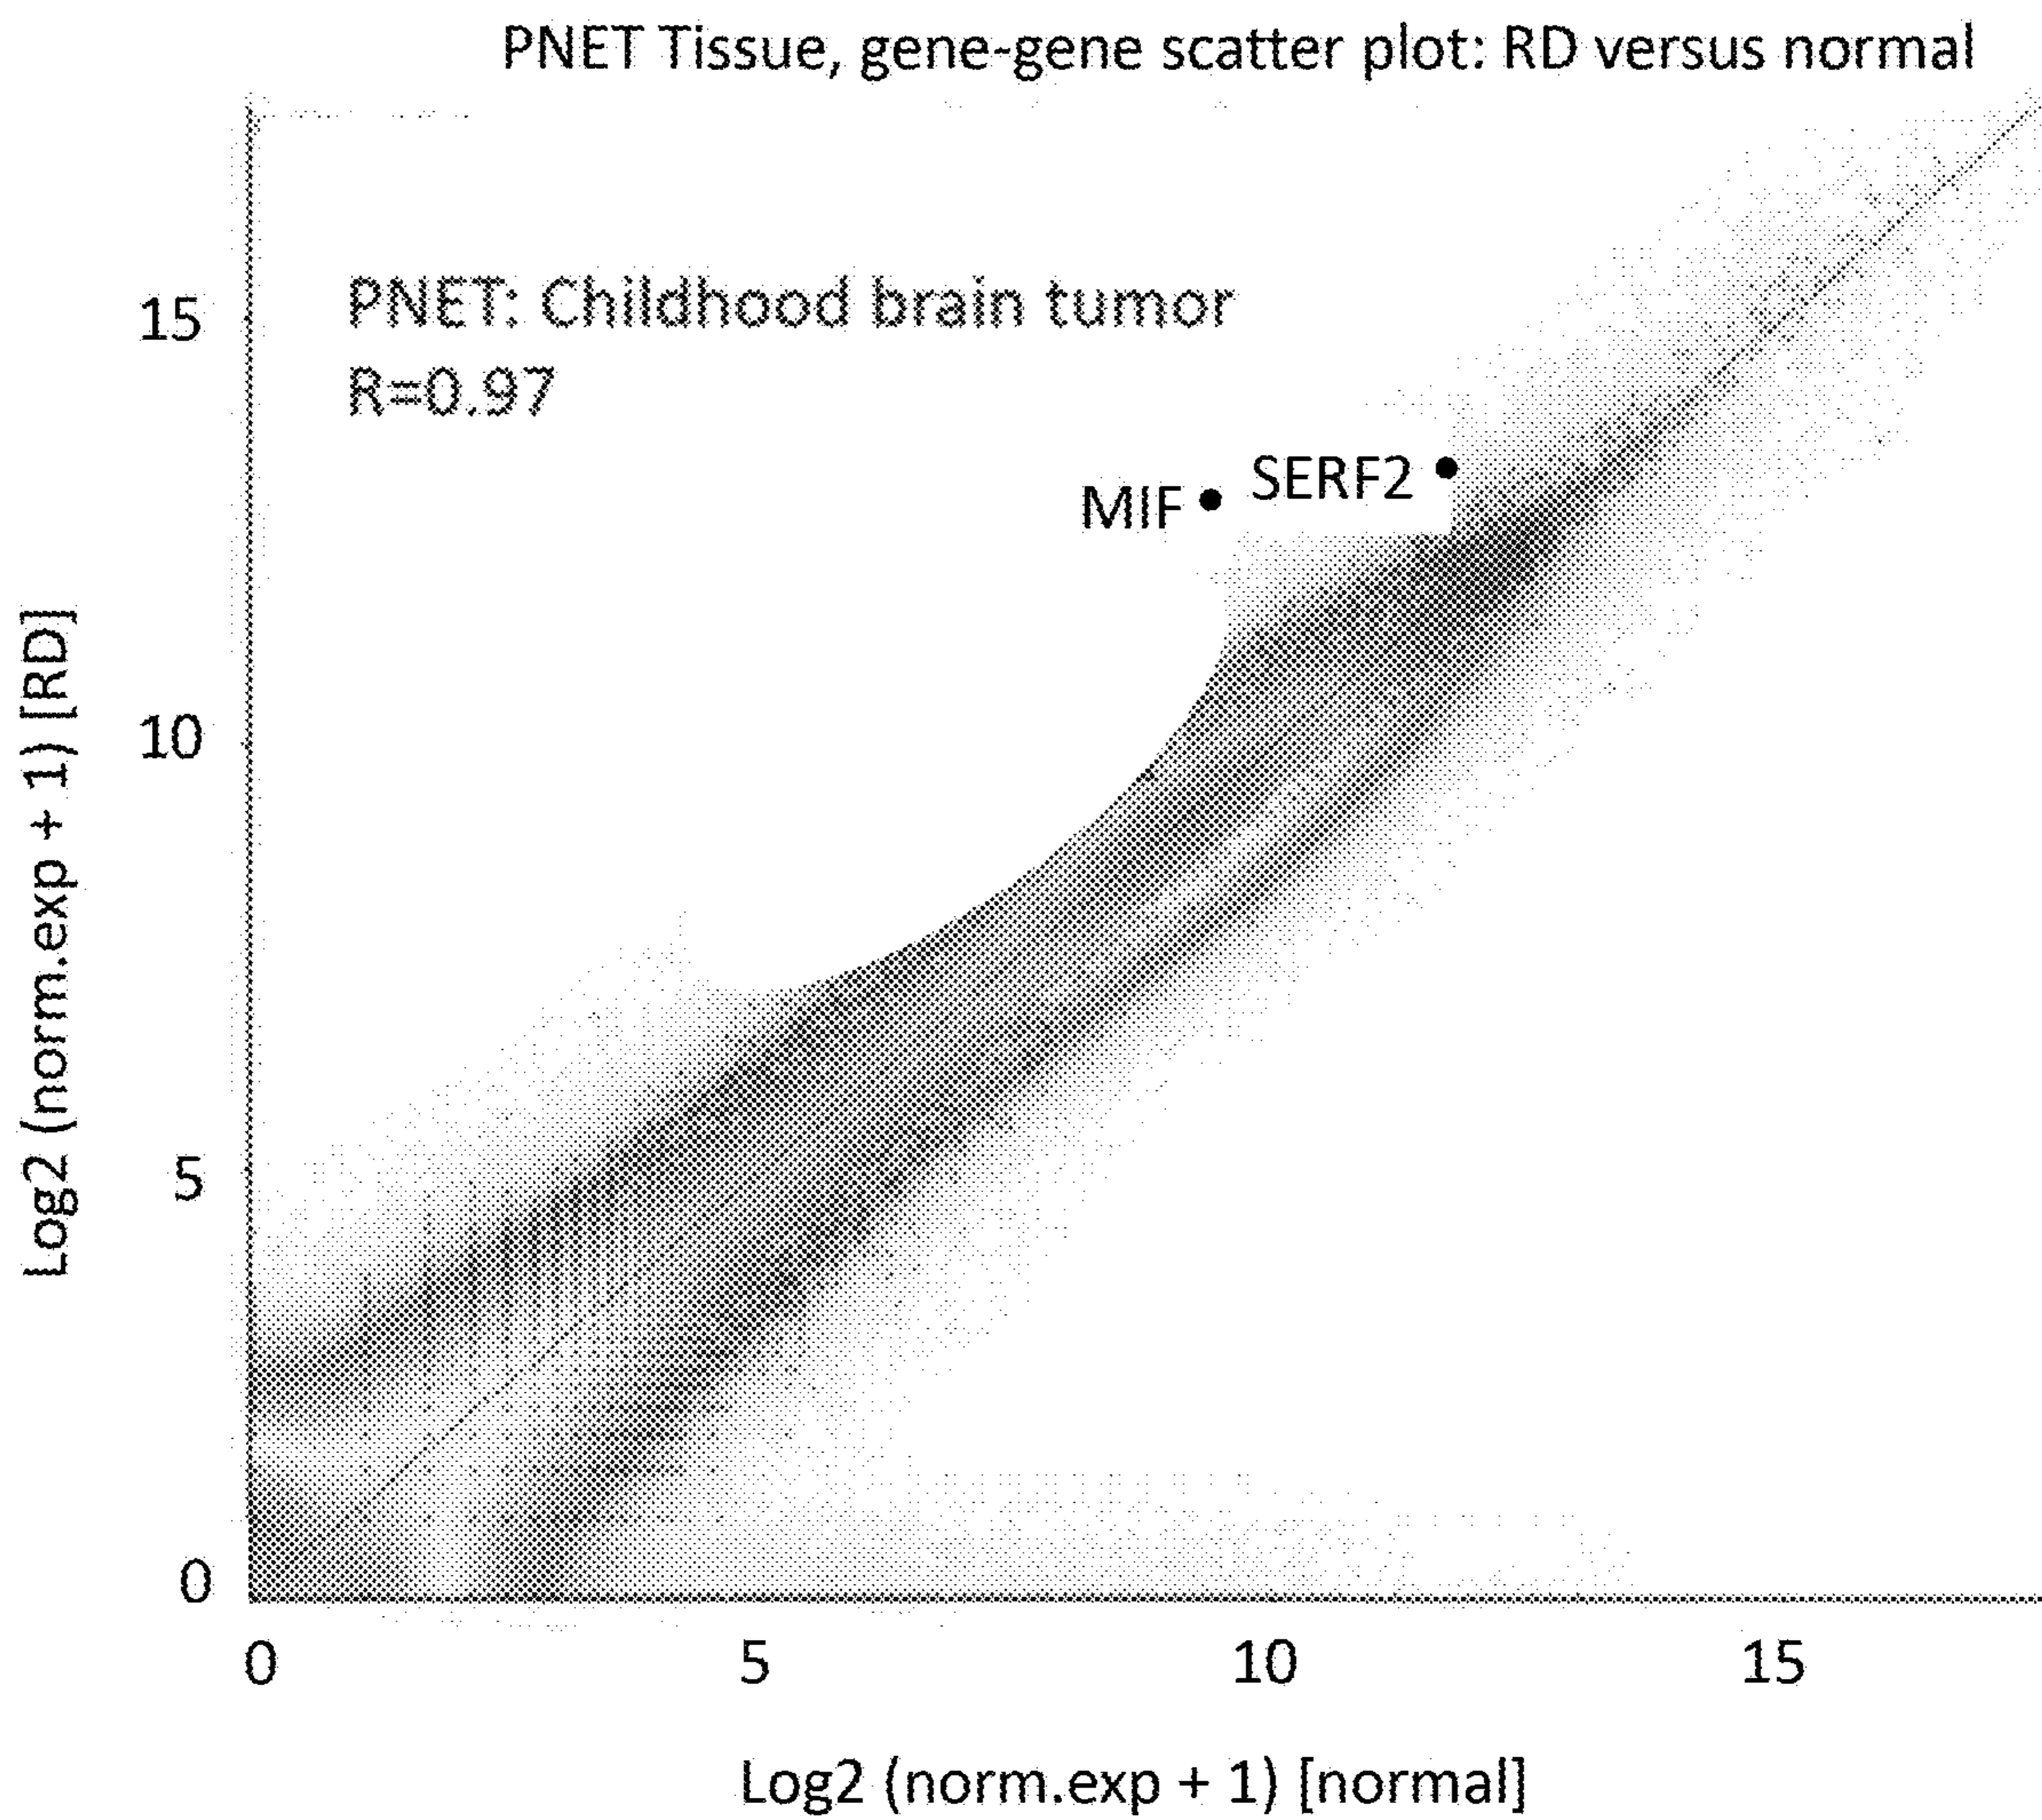 PNET Tissue, gene-gene scatter plot: RD versus normal
PNET: Childhood brain tumor
R=0.97
MIF
SERF2
Log2 (norm.exp + 1) [RD]
15
10
5
0
0 5 10 15
Log2 (norm.exp + 1) [normal]